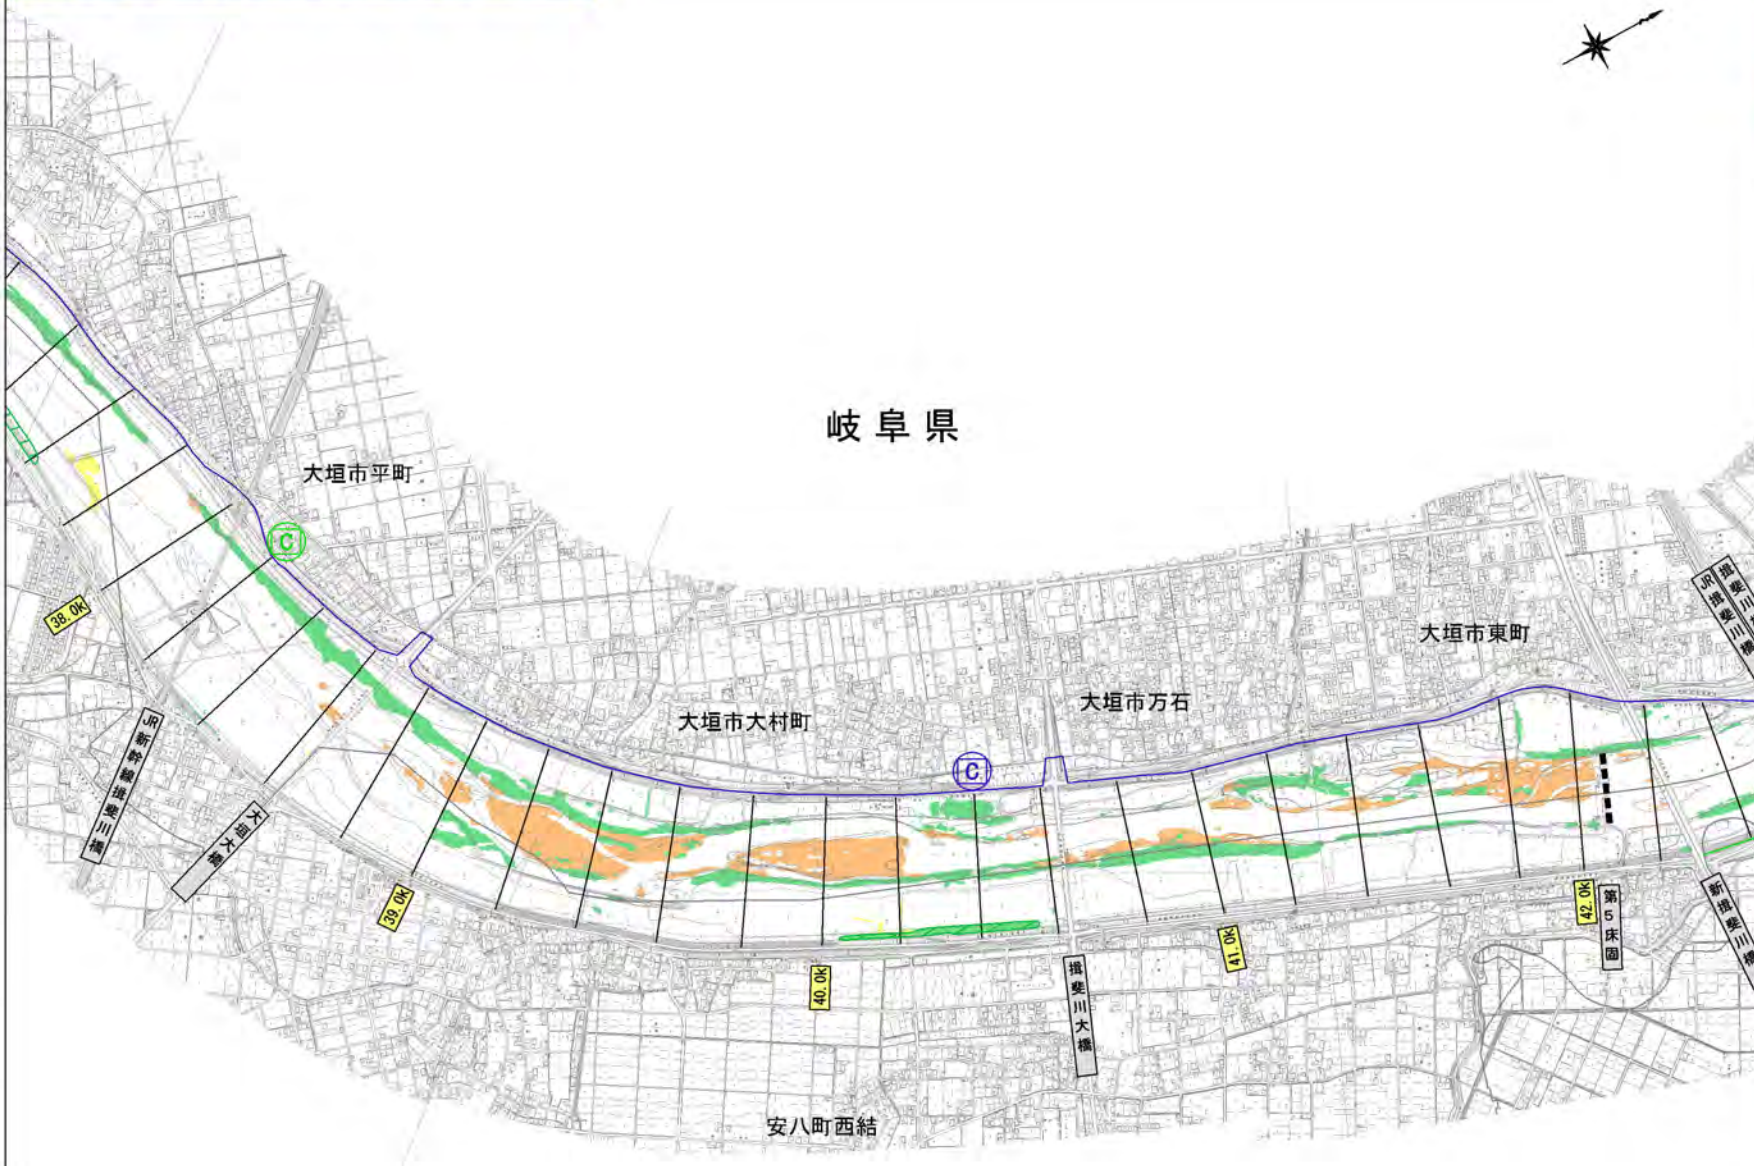 岐阜県
大垣市平町
C
38.0k
大垣市東町
JR揖斐川橋
大垣市万石
大垣市大村町
C
JR新幹線揖斐川橋
大垣大橋
39.0k
40.0k
41.0k
42.0k
第5床固
新揖斐川橋
揖斐川大橋
安八町西結